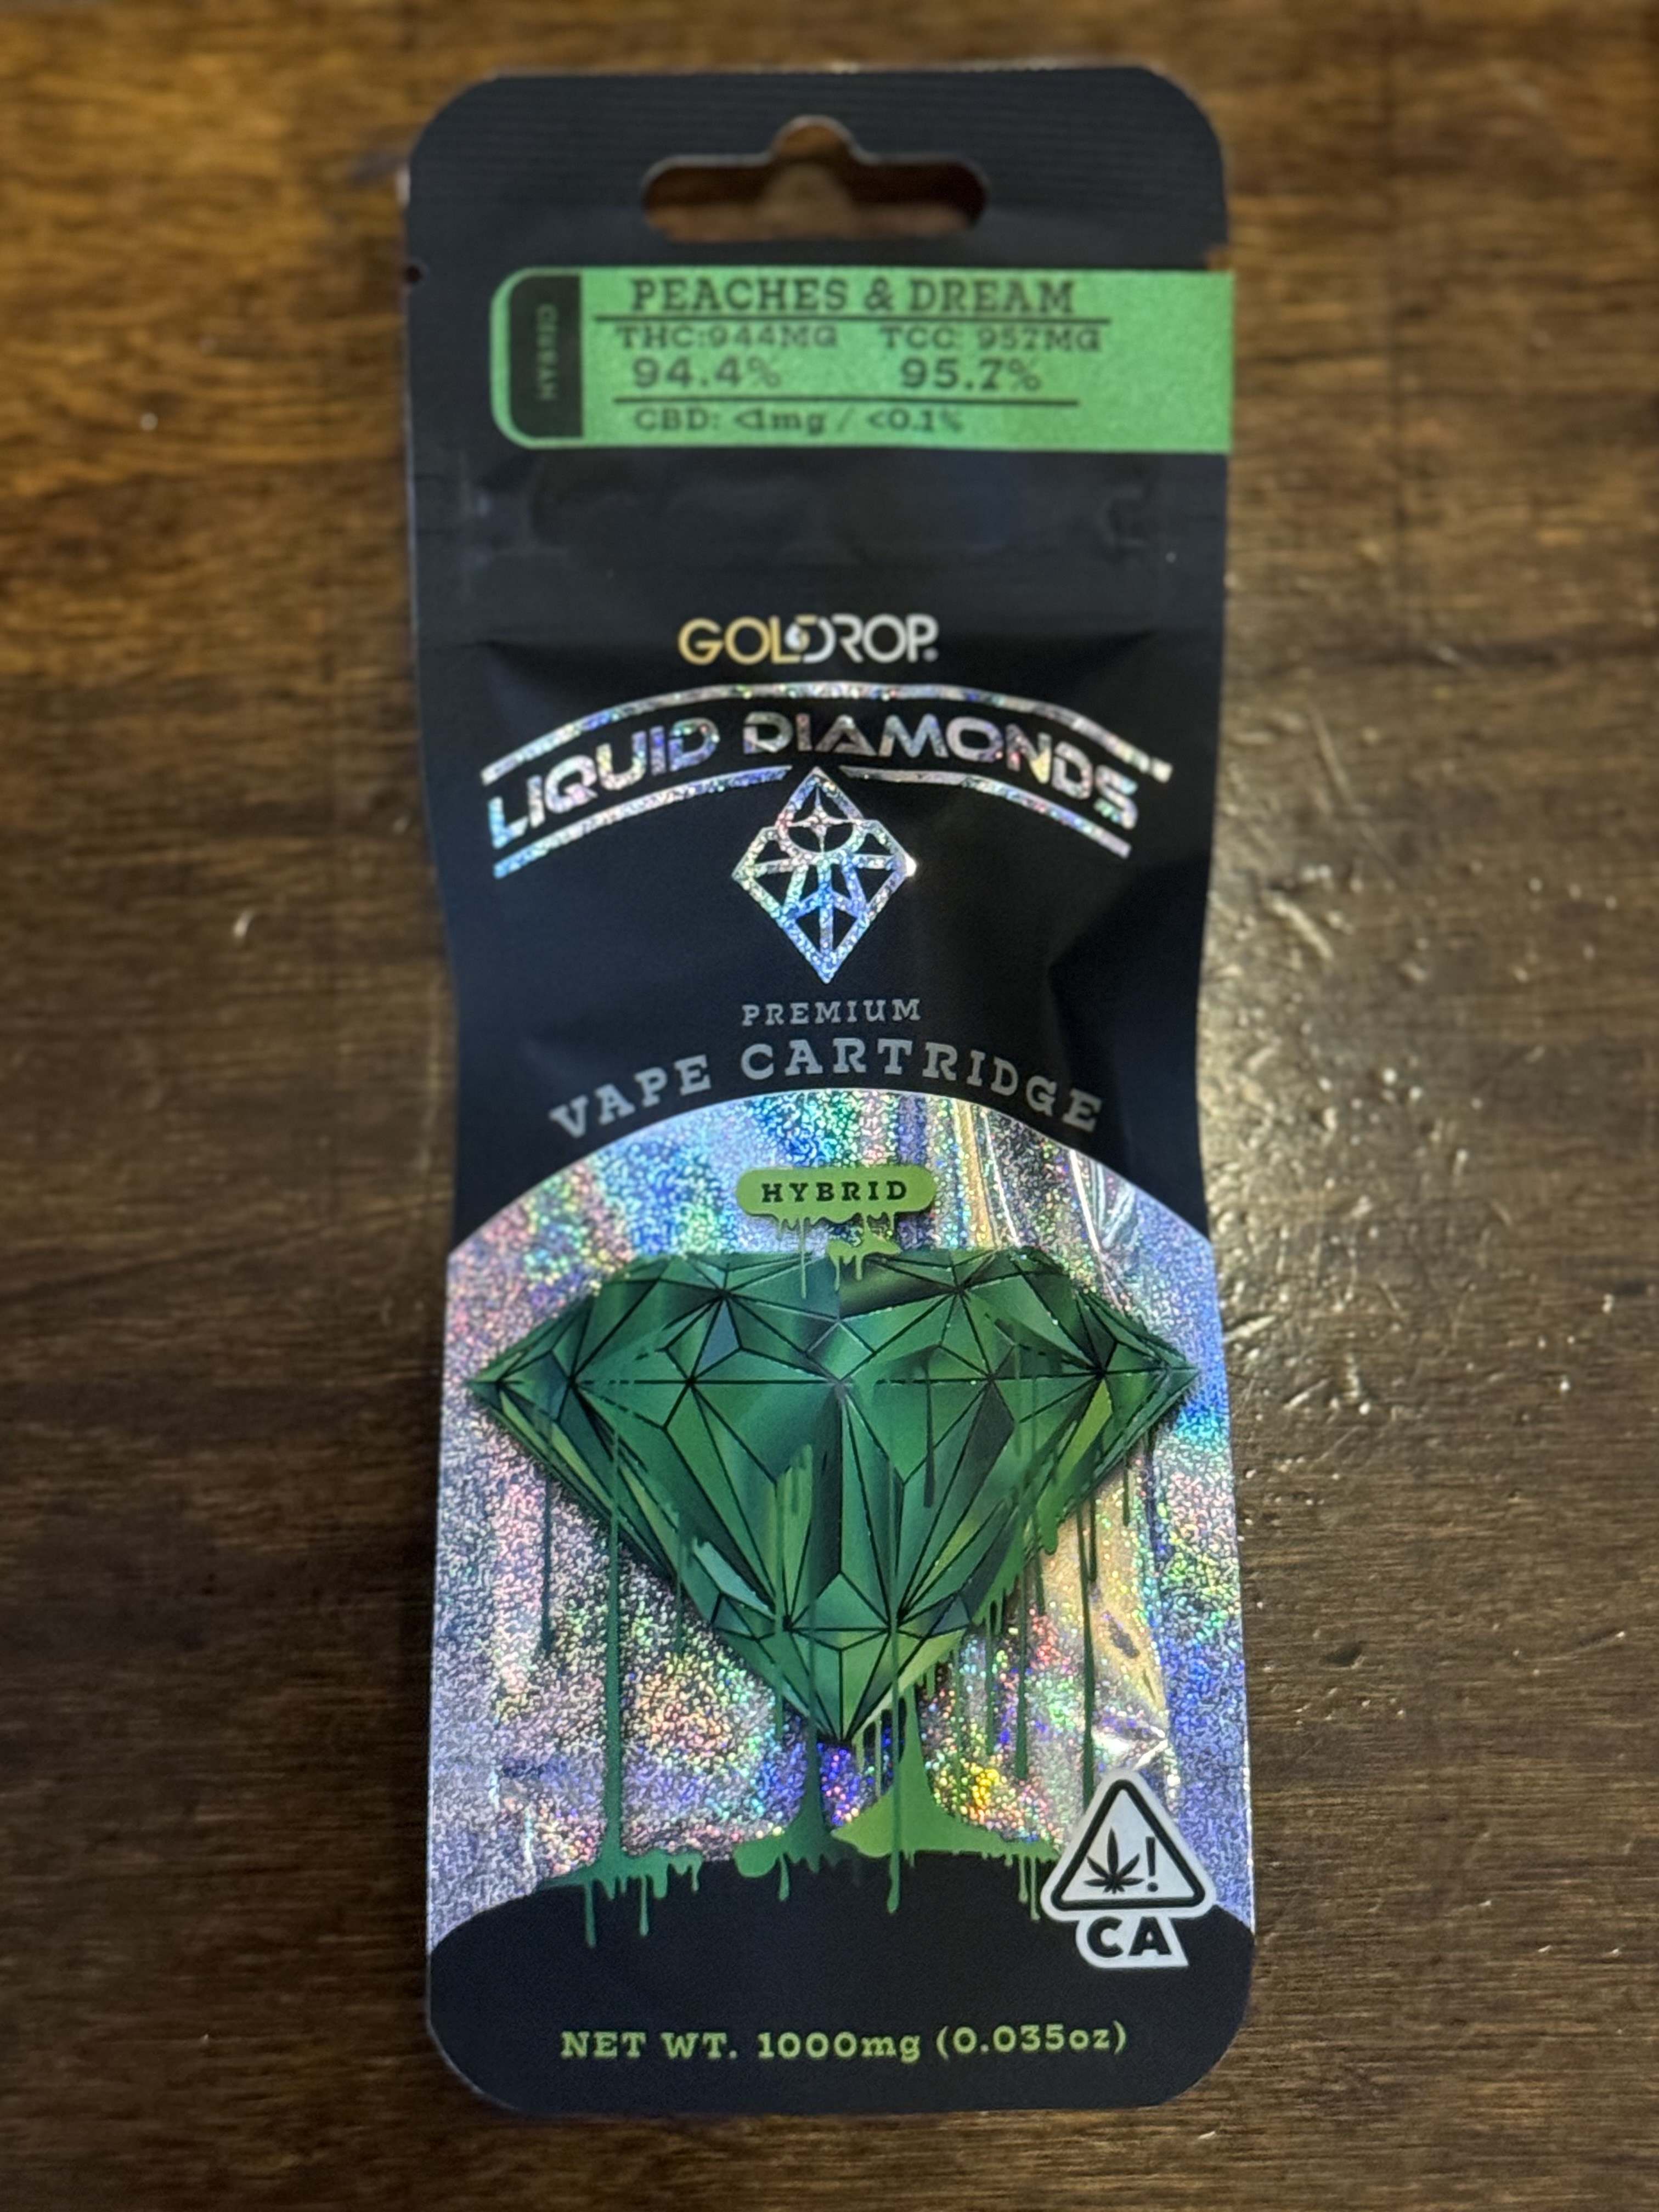 PEACHES & DREAM
THC:944MG TCC: 957MG
94.4% 95.7%
CBD: <1mg / <0.1%
GOLDROP
LIQUID DIAMONDS
PREMIUM
VAPE CARTRIDGE
HYBRID
!
CA
NET WT. 1000mg (0.035oz)